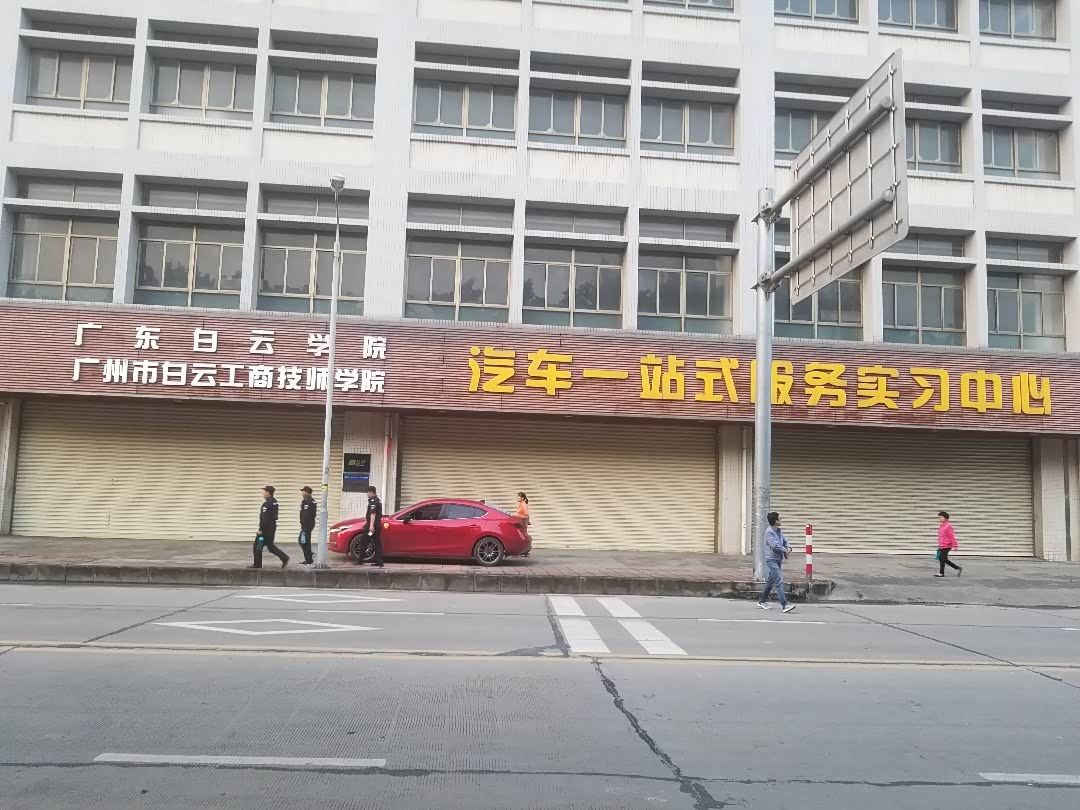 广东白云学院
广州市白云工商技师学院
汽车一站式服务实习中心